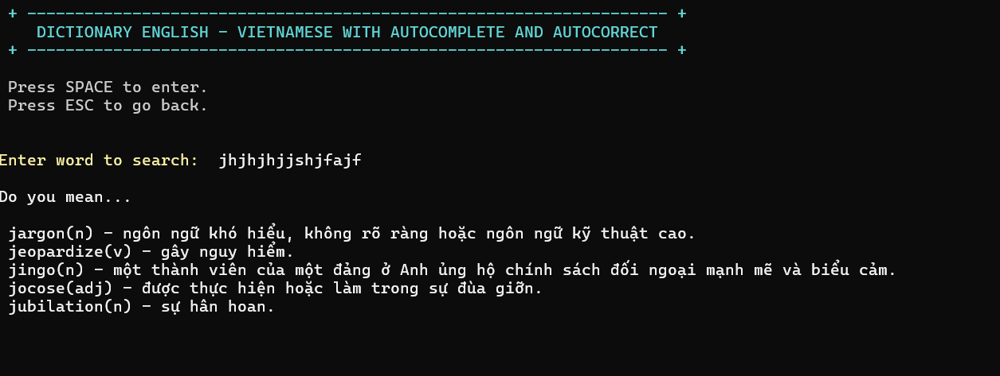 + ------------------------------------------------------------------- +
DICTIONARY ENGLISH - VIETNAMESE WITH AUTOCOMPLETE AND AUTOCORRECT
+ ------------------------------------------------------------------- +
Press SPACE to enter.
Press ESC to go back.
Enter word to search:  jhjhjhjjshjfajf
Do you mean...
jargon(n) - ngôn ngữ khó hiểu, không rõ ràng hoặc ngôn ngữ kỹ thuật cao.
jeopardize(v) - gây nguy hiểm.
jingo(n) - một thành viên của một đảng ở Anh ủng hộ chính sách đối ngoại mạnh mẽ và biểu cảm.
jocose(adj) - được thực hiện hoặc làm trong sự đùa giỡn.
jubilation(n) - sự hân hoan.